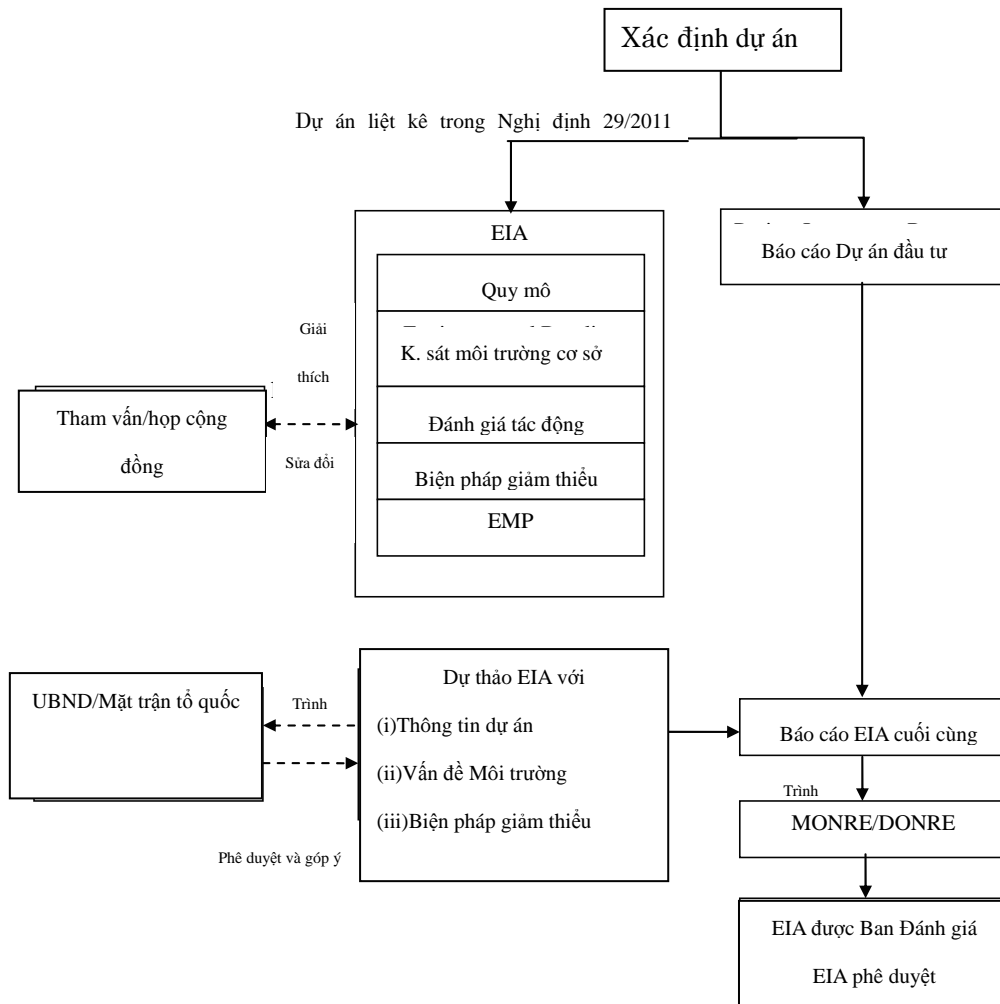 Xác định dự án
Dự án liệt kê trong Nghị định 29/2011
EIA
Quy mô
K. sát môi trường cơ sở
Đánh giá tác động
Biện pháp giảm thiểu
EMP
Báo cáo Dự án đầu tư
Giải
thích
Sửa đổi
Tham vấn/họp cộng
đồng
UBND/Mặt trận tổ quốc
Trình
Phê duyệt và góp ý
Dự thảo EIA với
(i)Thông tin dự án
(ii)Vấn đề Môi trường
(iii)Biện pháp giảm thiểu
Báo cáo EIA cuối cùng
Trình
MONRE/DONRE
EIA được Ban Đánh giá
EIA phê duyệt